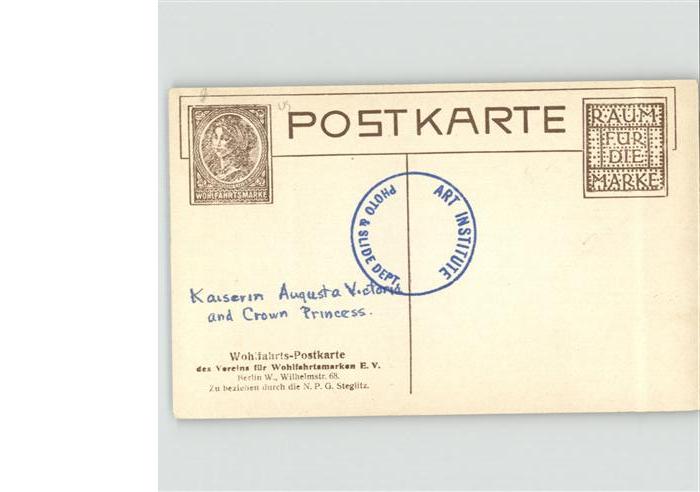 US
POSTKARTE
WOHLFAHRTSMARKE
RAUM
FÜR
DIE
MARKE
ART INSTITUTE
PHOTO & SLIDE DEPT.
Kaiserin Augusta Victoria
and Crown Princess.
Wohlfahrts-Postkarte
des Vereins für Wohlfahrtsmarken E. V.
Berlin W., Wilhelmstr. 68.
Zu beziehen durch die N. P. G. Steglitz.